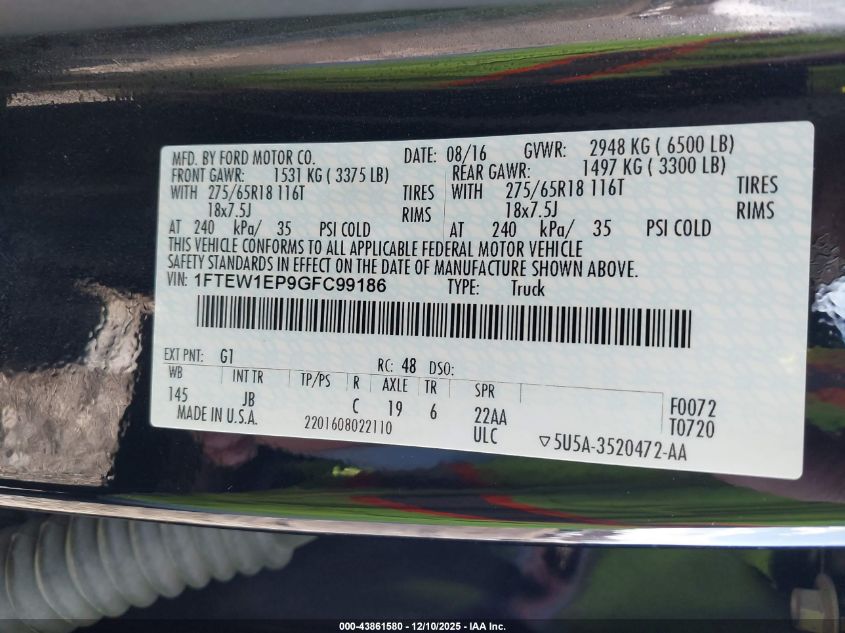 MFD. BY FORD MOTOR CO. DATE: 08/16 GVWR: 2948 KG ( 6500 LB)
FRONT GAWR: 1531 KG ( 3375 LB) REAR GAWR: 1497 KG ( 3300 LB)
WITH 275/65R18 116T TIRES WITH 275/65R18 116T TIRES
18x7.5J RIMS 18x7.5J RIMS
AT 240 kPa/ 35 PSI COLD AT 240 kPa/ 35 PSI COLD
THIS VEHICLE CONFORMS TO ALL APPLICABLE FEDERAL MOTOR VEHICLE
SAFETY STANDARDS IN EFFECT ON THE DATE OF MANUFACTURE SHOWN ABOVE.
VIN: 1FTEW1EP9GFC99186 TYPE: Truck
EXT PNT: G1 RC: 48 DSO:
WB INT TR TP/PS R AXLE TR SPR
145 JB C 19 6 22AA F0072
MADE IN U.S.A. 2201608022110 ULC T0720
▽5U5A-3520472-AA
000-43861580 - 12/10/2025 - IAA Inc.